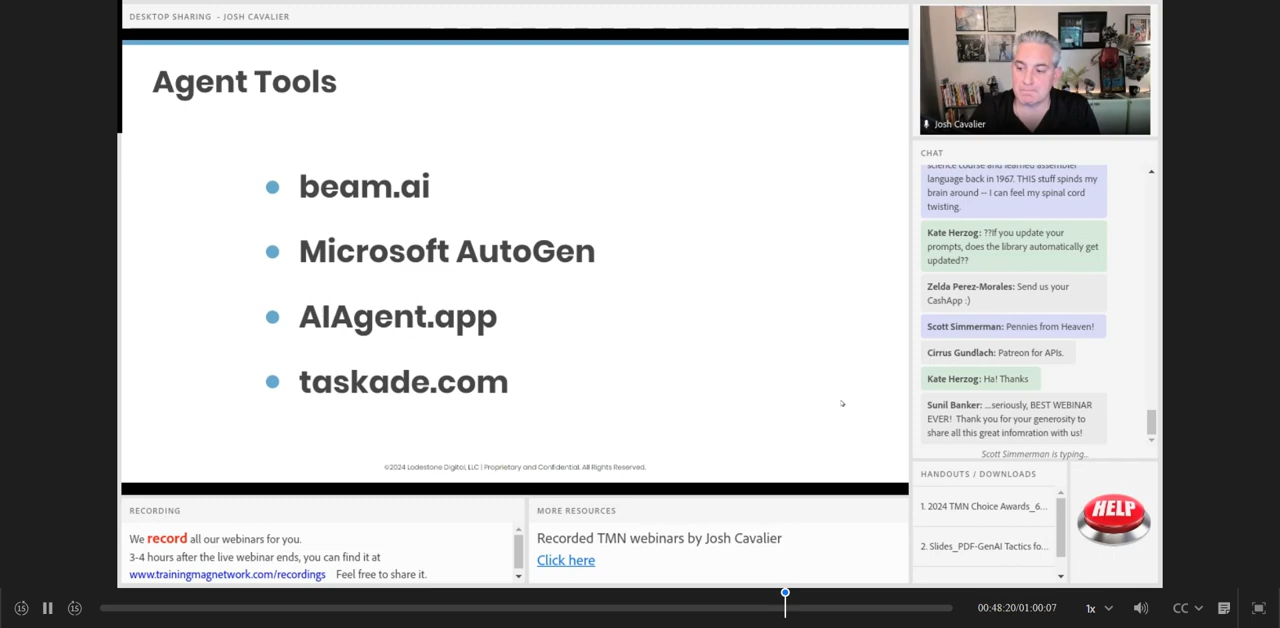 DESKTOP SHARING - JOSH CAVALIER
Agent Tools
beam.ai
Microsoft AutoGen
AIAgent.app
taskade.com
©2024 Lodestone Digital, LLC | Proprietary and Confidential. All Rights Reserved.
Josh Cavalier
CHAT
science course and learned assembler
language back in 1967. THIS stuff spinds my
brain around -- I can feel my spinal cord
twisting.
Kate Herzog: ??If you update your
prompts, does the library automatically get
updated??
Zelda Perez-Morales: Send us your
CashApp :)
Scott Simmerman: Pennies from Heaven!
Cirrus Gundlach: Patreon for APIs.
Kate Herzog: Ha! Thanks
Sunil Banker: ...seriously, BEST WEBINAR
EVER! Thank you for your generosity to
share all this great infomration with us!
Scott Simmerman is typing...
RECORDING
We record all our webinars for you.
3-4 hours after the live webinar ends, you can find it at
www.trainingmagnetwork.com/recordings Feel free to share it.
MORE RESOURCES
Recorded TMN webinars by Josh Cavalier
Click here
HANDOUTS / DOWNLOADS
1. 2024 TMN Choice Awards_6...
2. Slides_PDF-GenAI Tactics fo...
HELP
15
15
00:48:20/01:00:07
1x
CC